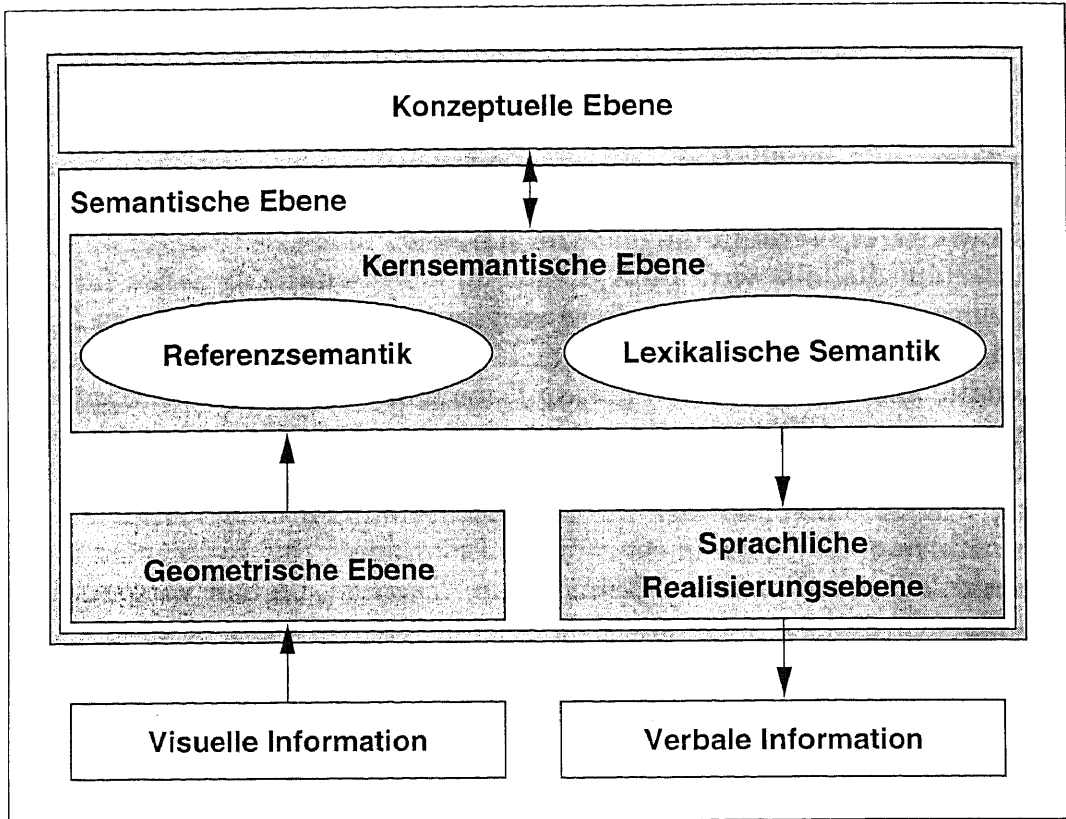 Konzeptuelle Ebene
Semantische Ebene
Kernsemantische Ebene
Referenzsemantik
Lexikalische Semantik
Geometrische Ebene
Sprachliche
Realisierungsebene
Visuelle Information
Verbale Information